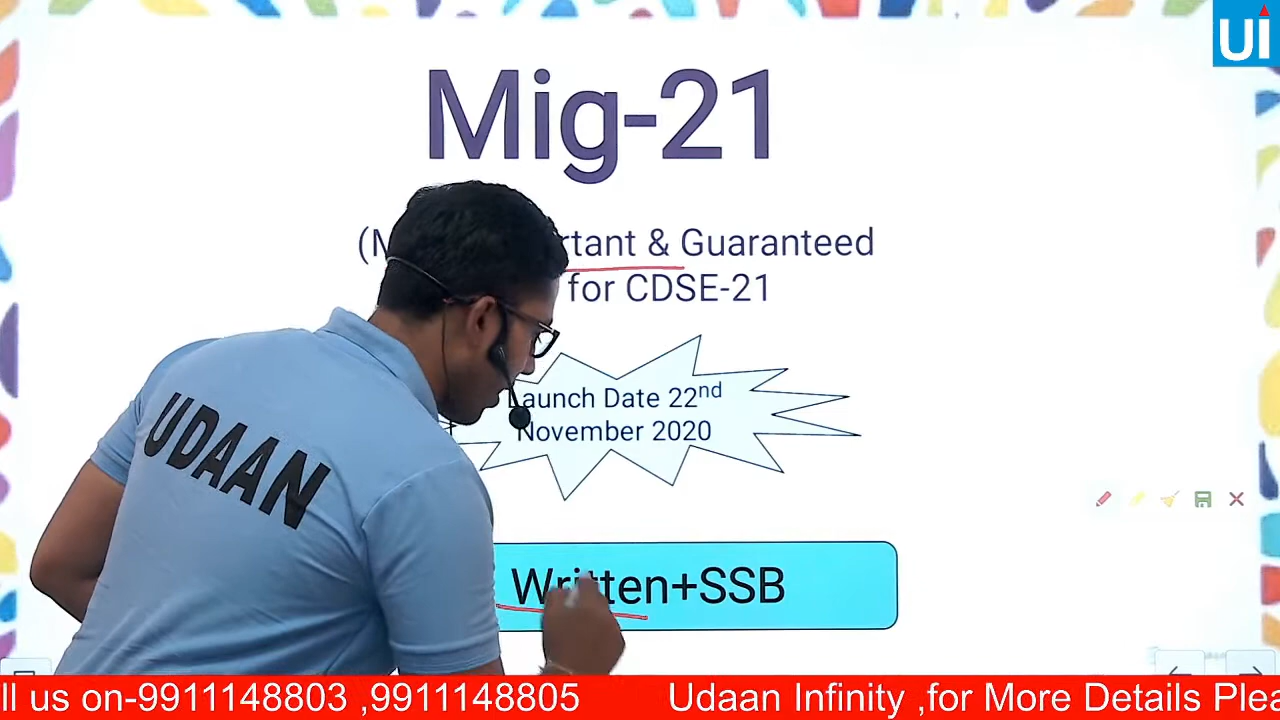 Ui
Mig-21
rtant & Guaranteed
for CDSE-21
Launch Date 22nd
November 2020
UDAAN
Written+SSB
ll us on-9911148803 ,9911148805 Udaan Infinity ,for More Details Plea